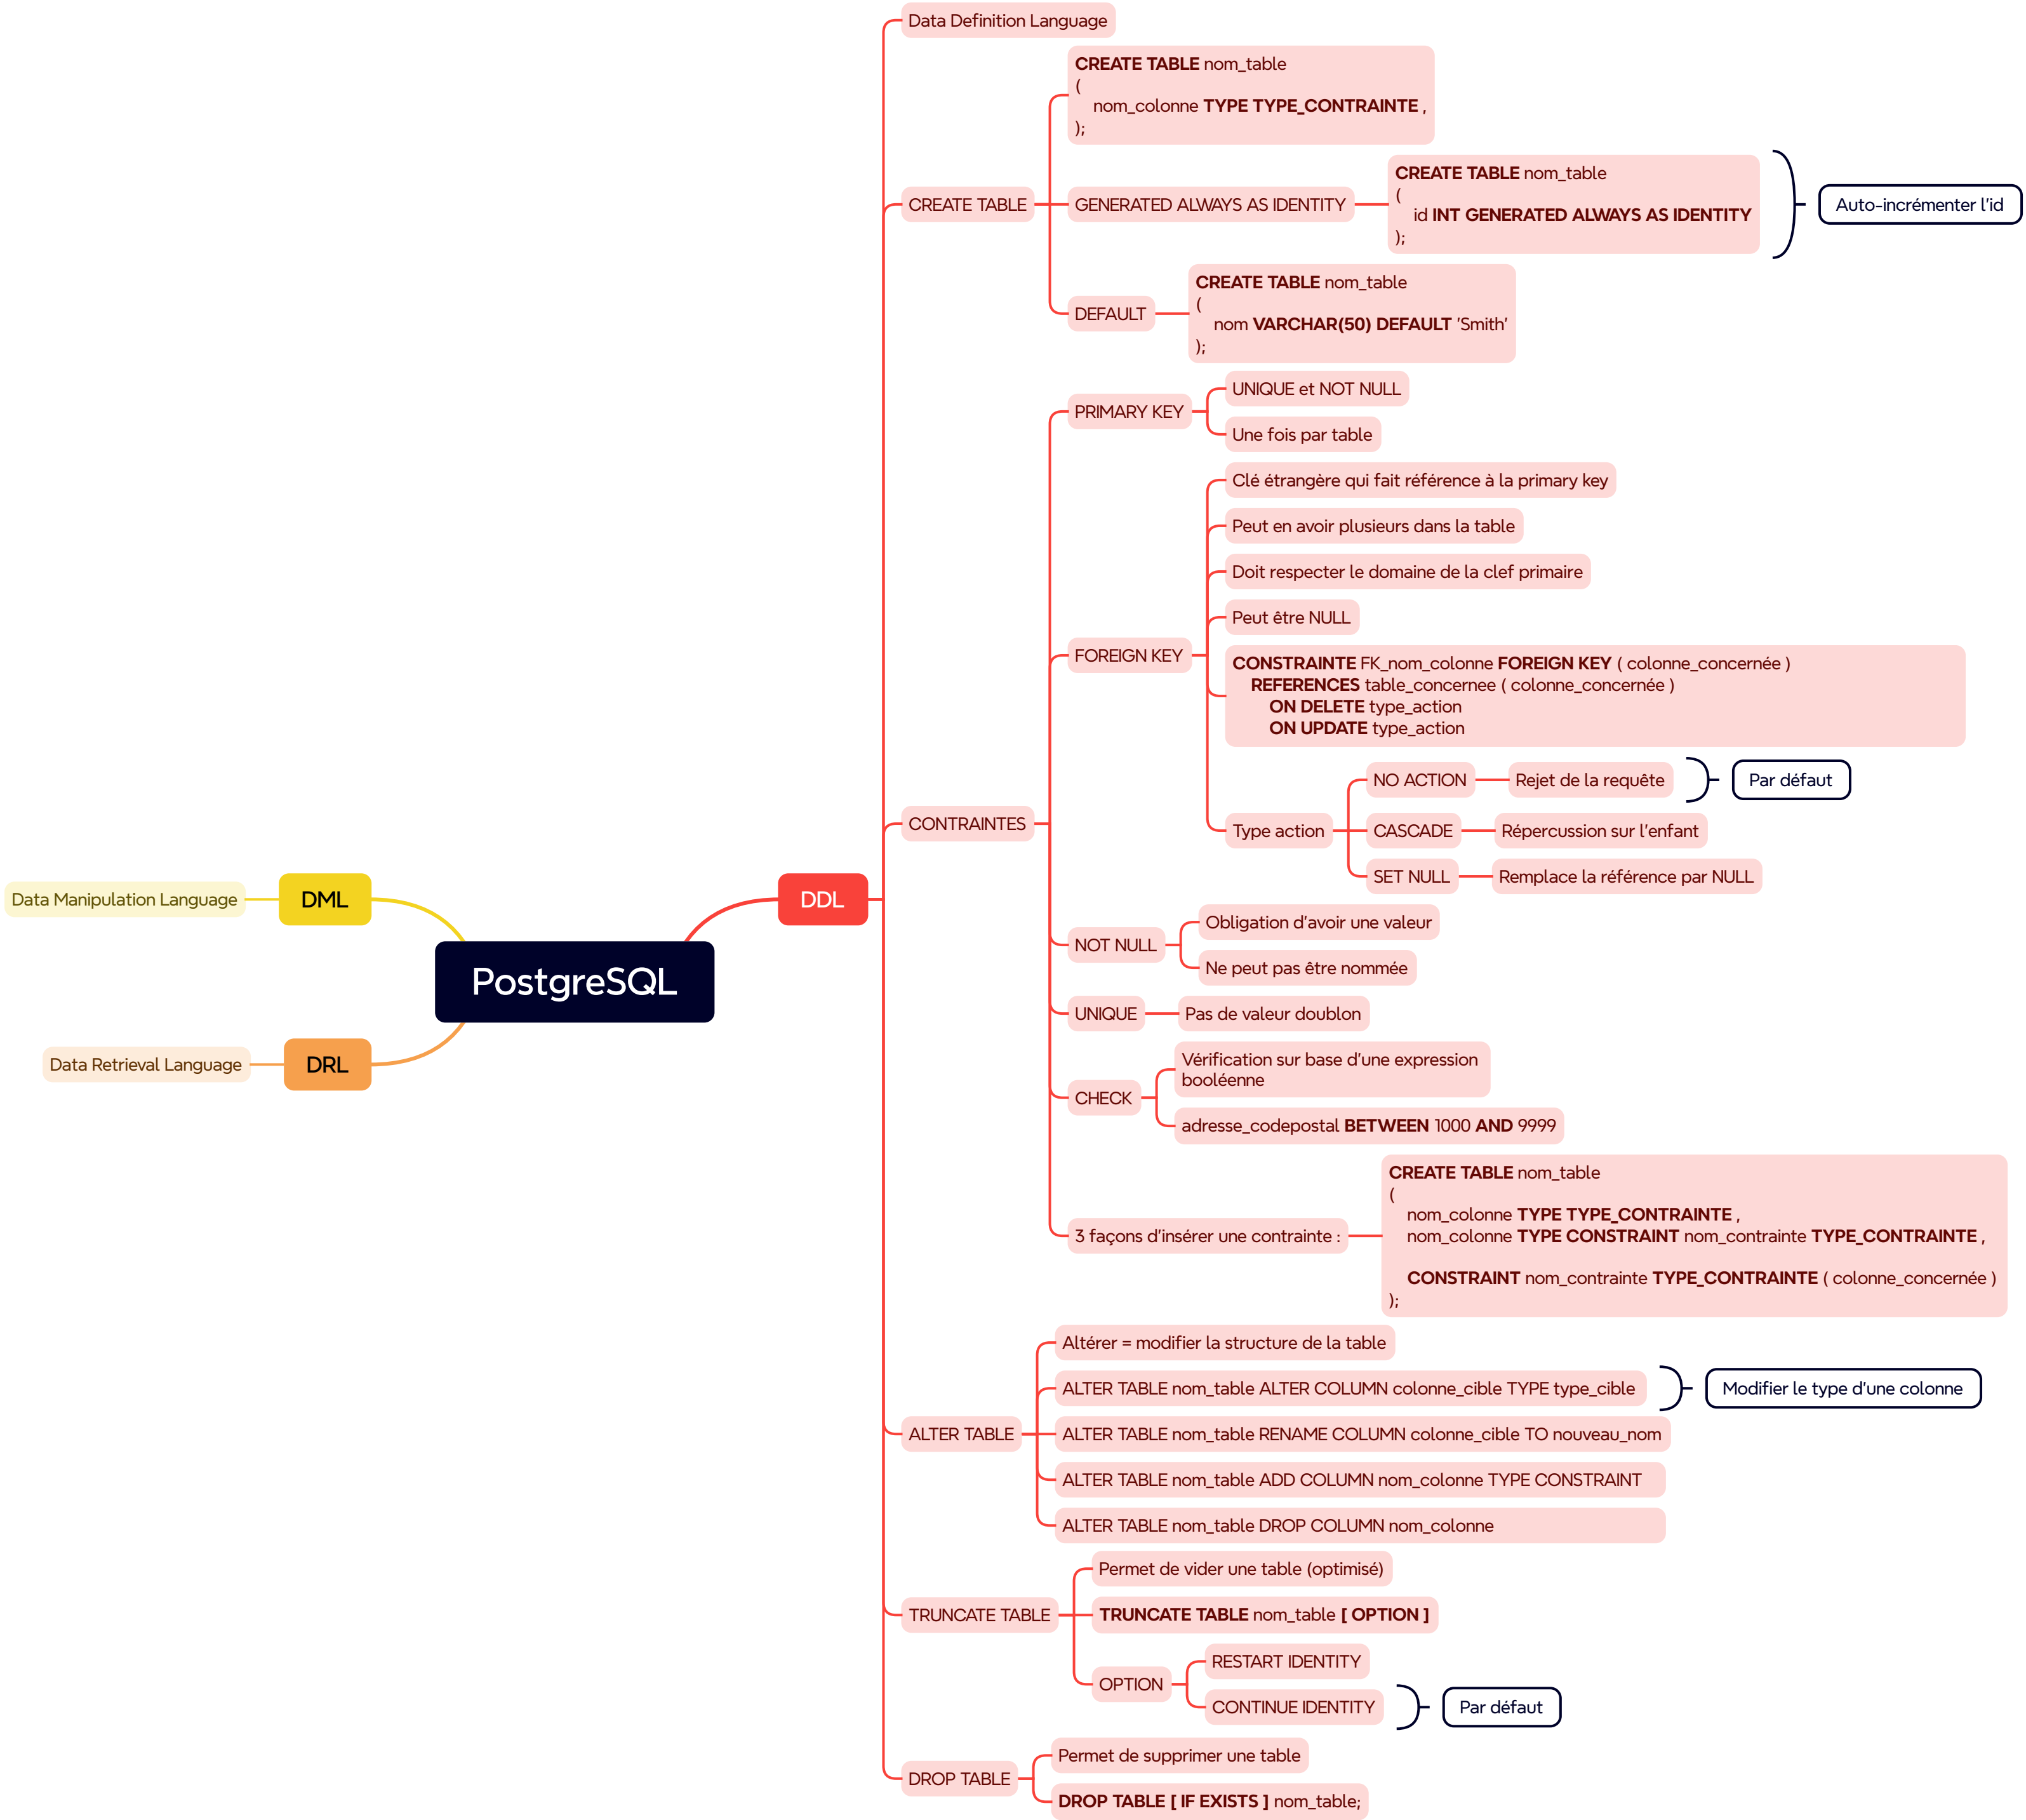 PostgreSQL
DML
Data Manipulation Language
DRL
Data Retrieval Language
DDL
Data Definition Language
CREATE TABLE
CREATE TABLE nom_table
(
nom_colonne TYPE TYPE_CONTRAINTE ,
);
GENERATED ALWAYS AS IDENTITY
CREATE TABLE nom_table
(
id INT GENERATED ALWAYS AS IDENTITY
);
Auto-incrémenter l'id
DEFAULT
CREATE TABLE nom_table
(
nom VARCHAR(50) DEFAULT 'Smith'
);
CONTRAINTES
PRIMARY KEY
UNIQUE et NOT NULL
Une fois par table
FOREIGN KEY
Clé étrangère qui fait référence à la primary key
Peut en avoir plusieurs dans la table
Doit respecter le domaine de la clef primaire
Peut être NULL
CONSTRAINTE FK_nom_colonne FOREIGN KEY ( colonne_concernée )
REFERENCES table_concernee ( colonne_concernée )
ON DELETE type_action
ON UPDATE type_action
Type action
NO ACTION
Rejet de la requête
Par défaut
CASCADE
Répercussion sur l'enfant
SET NULL
Remplace la référence par NULL
NOT NULL
Obligation d'avoir une valeur
Ne peut pas être nommée
UNIQUE
Pas de valeur doublon
CHECK
Vérification sur base d'une expression
booléenne
adresse_codepostal BETWEEN 1000 AND 9999
3 façons d'insérer une contrainte :
CREATE TABLE nom_table
(
nom_colonne TYPE TYPE_CONTRAINTE ,
nom_colonne TYPE CONSTRAINT nom_contrainte TYPE_CONTRAINTE ,
CONSTRAINT nom_contrainte TYPE_CONTRAINTE ( colonne_concernée )
);
ALTER TABLE
Altérer = modifier la structure de la table
ALTER TABLE nom_table ALTER COLUMN colonne_cible TYPE type_cible
Modifier le type d'une colonne
ALTER TABLE nom_table RENAME COLUMN colonne_cible TO nouveau_nom
ALTER TABLE nom_table ADD COLUMN nom_colonne TYPE CONSTRAINT
ALTER TABLE nom_table DROP COLUMN nom_colonne
TRUNCATE TABLE
Permet de vider une table (optimisé)
TRUNCATE TABLE nom_table [ OPTION ]
OPTION
RESTART IDENTITY
CONTINUE IDENTITY
Par défaut
DROP TABLE
Permet de supprimer une table
DROP TABLE [ IF EXISTS ] nom_table;